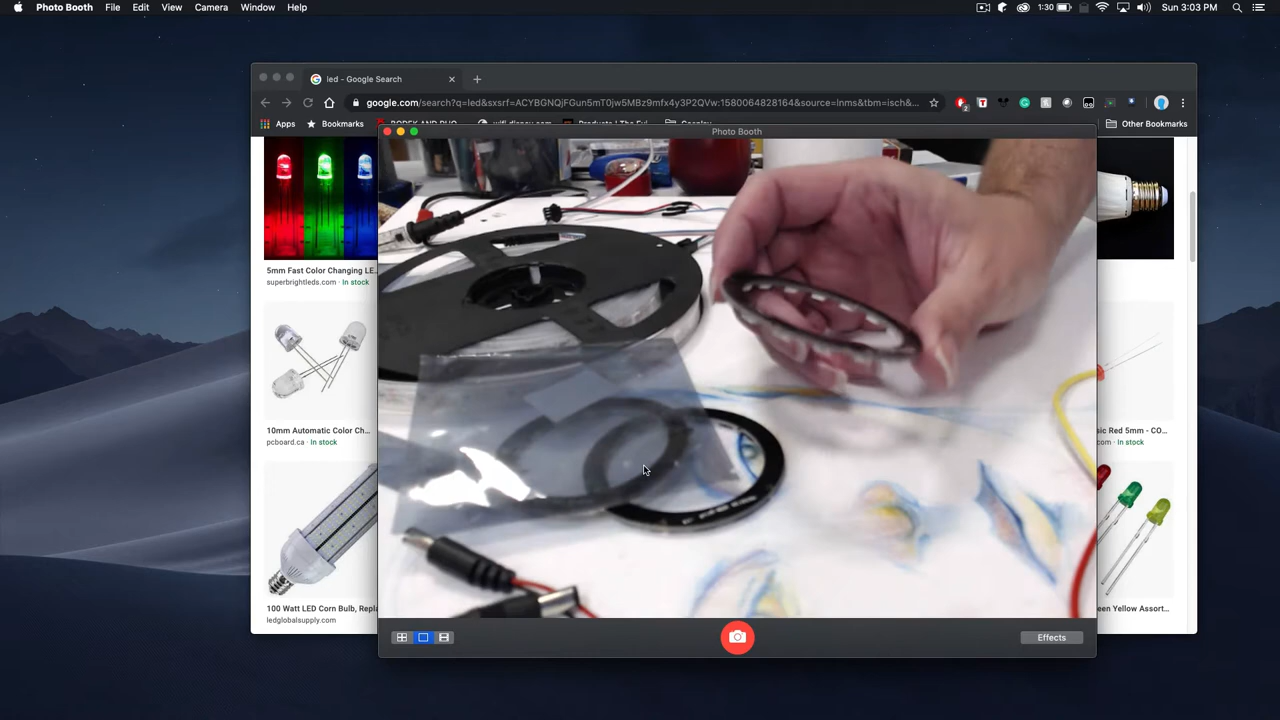 Photo Booth File Edit View Camera Window Help 1:30 Sun 3:03 PM
led - Google Search
google.com/search?q=led&sxsrf=ACYBGNQjFGun5mT0jw5MBz9mfx4y3P2QVw:1580064828164&source=lnms&tbm=isch&...
Apps Bookmarks Other Bookmarks
Photo Booth
5mm Fast Color Changing LE...
superbrightleds.com • In stock
10mm Automatic Color Ch...
pcboard.ca • In stock
ic Red 5mm - CO...
In stock
100 Watt LED Corn Bulb, Repla
ledglobalsupply.com
een Yellow Assort...
Effects